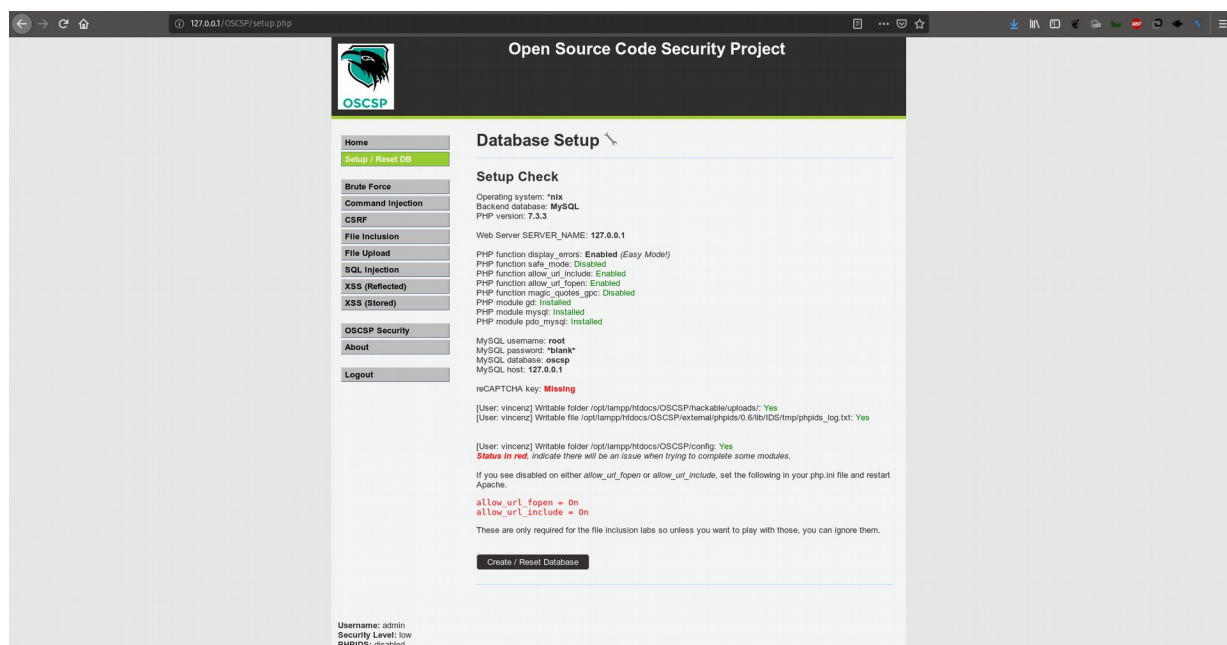 127.0.0.1/OSCSP/setup.php
Open Source Code Security Project
OSCSP
Home
Setup / Reset DB
Brute Force
Command Injection
CSRF
File Inclusion
File Upload
SQL Injection
XSS (Reflected)
XSS (Stored)
OSCSP Security
About
Logout
Database Setup
Setup Check
Operating system: *nix
Backend database: MySQL
PHP version: 7.3.3
Web Server SERVER_NAME: 127.0.0.1
PHP function display_errors: Enabled (Easy Mode!)
PHP function safe_mode: Disabled
PHP function allow_url_include: Enabled
PHP function allow_url_fopen: Enabled
PHP function magic_quotes_gpc: Disabled
PHP module gd: Installed
PHP module mysql: Installed
PHP module pdo_mysql: Installed
MySQL username: root
MySQL password: *blank*
MySQL database: oscsp
MySQL host: 127.0.0.1
reCAPTCHA key: Missing
[User: vincenz] Writable folder /opt/lampp/htdocs/OSCSP/hackable/uploads/: Yes
[User: vincenz] Writable file /opt/lampp/htdocs/OSCSP/external/phpids/0.6/lib/IDS/tmp/phpids_log.txt: Yes
[User: vincenz] Writable folder /opt/lampp/htdocs/OSCSP/config: Yes
Status in red, indicate there will be an issue when trying to complete some modules.
If you see disabled on either allow_url_fopen or allow_url_include, set the following in your php.ini file and restart
Apache.
allow_url_fopen = On
allow_url_include = On
These are only required for the file inclusion labs so unless you want to play with those, you can ignore them.
Create / Reset Database
Username: admin
Security Level: low
PHPIDS: disabled